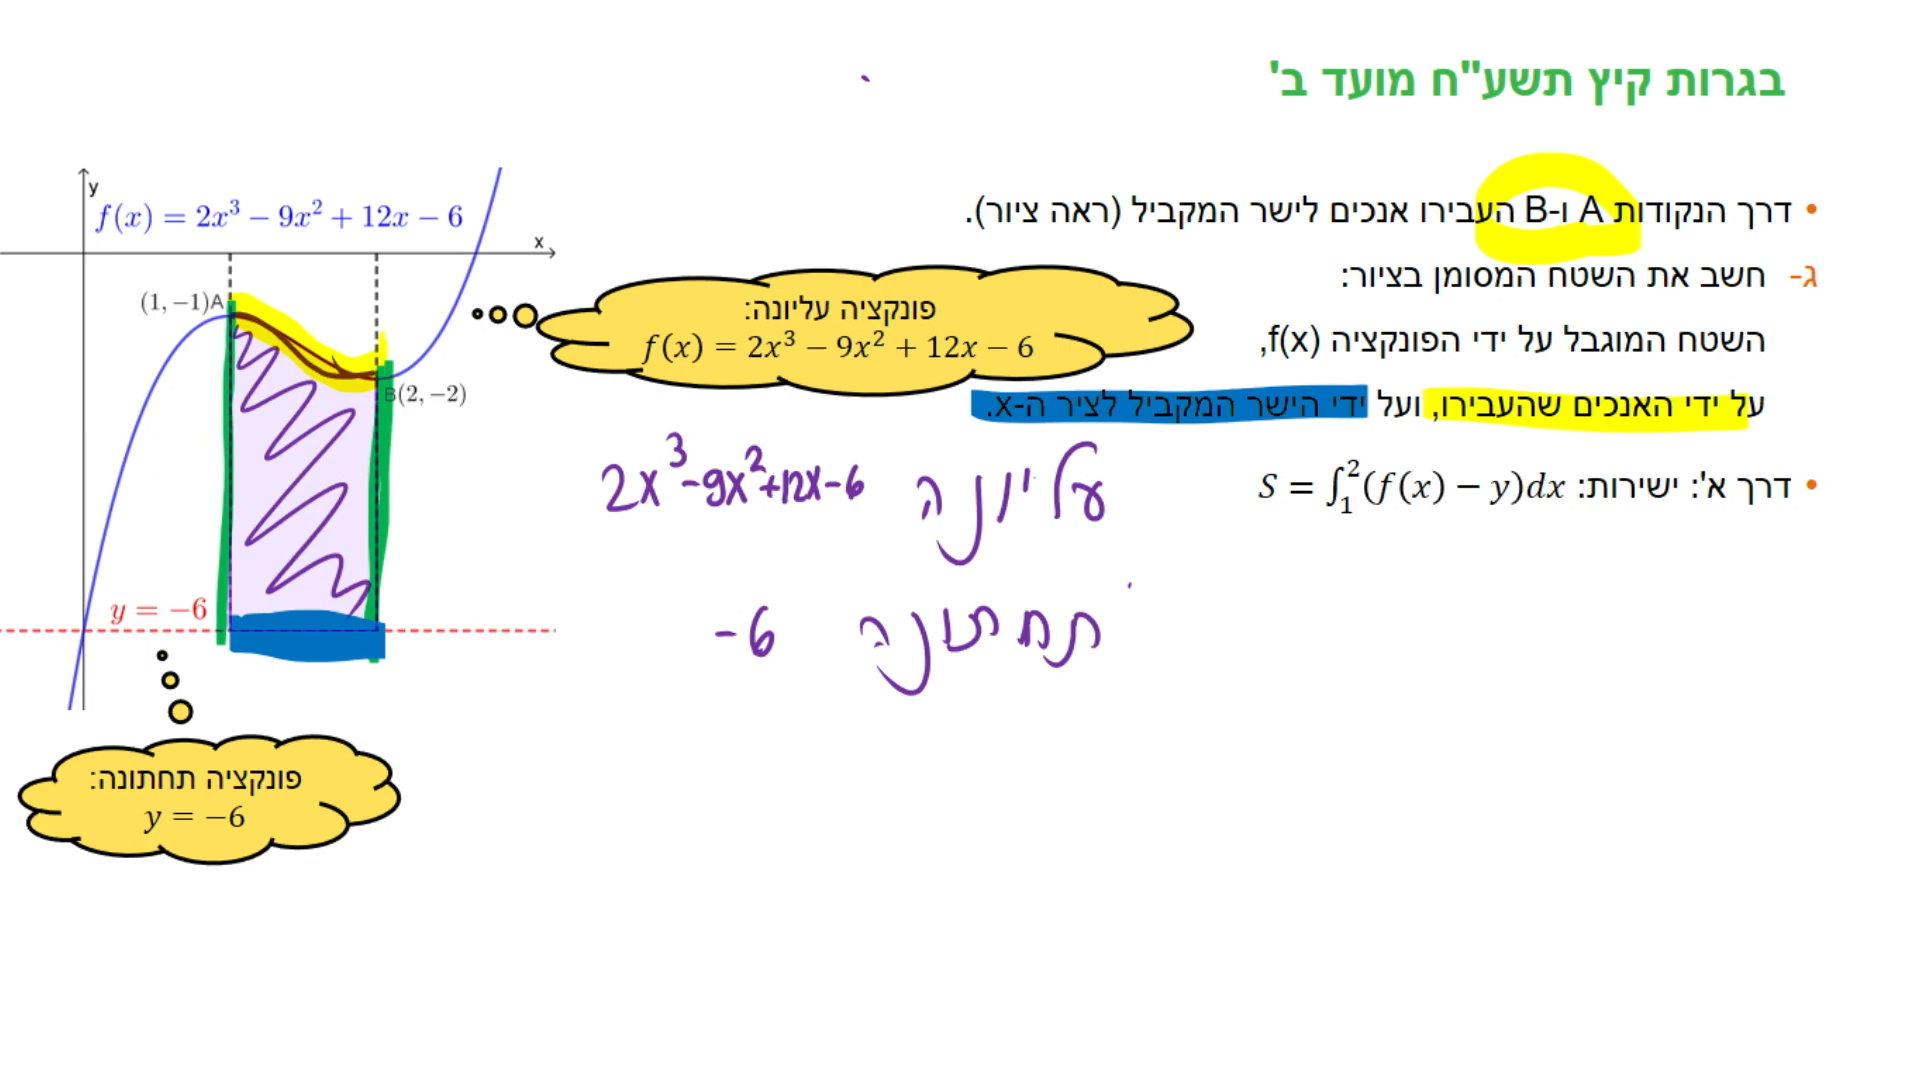 בגרות קיץ תשע"ח מועד ב'
• דרך הנקודות A ו-B העבירו אנכים לישר המקביל (ראה ציור).
ג- חשב את השטח המסומן בציור:
השטח המוגבל על ידי הפונקציה f(x),
על ידי האנכים שהעבירו, ועל ידי הישר המקביל לציר ה-x.
• דרך א': ישירות: S = ∫₁²(f(x) − y)dx
פונקציה עליונה:
f(x) = 2x³ − 9x² + 12x − 6
עליונה 2x³-9x²+12x-6
תחתונה -6
y
f(x) = 2x³ − 9x² + 12x − 6
x
(1, −1)A
B(2, −2)
y = −6
פונקציה תחתונה:
y = −6